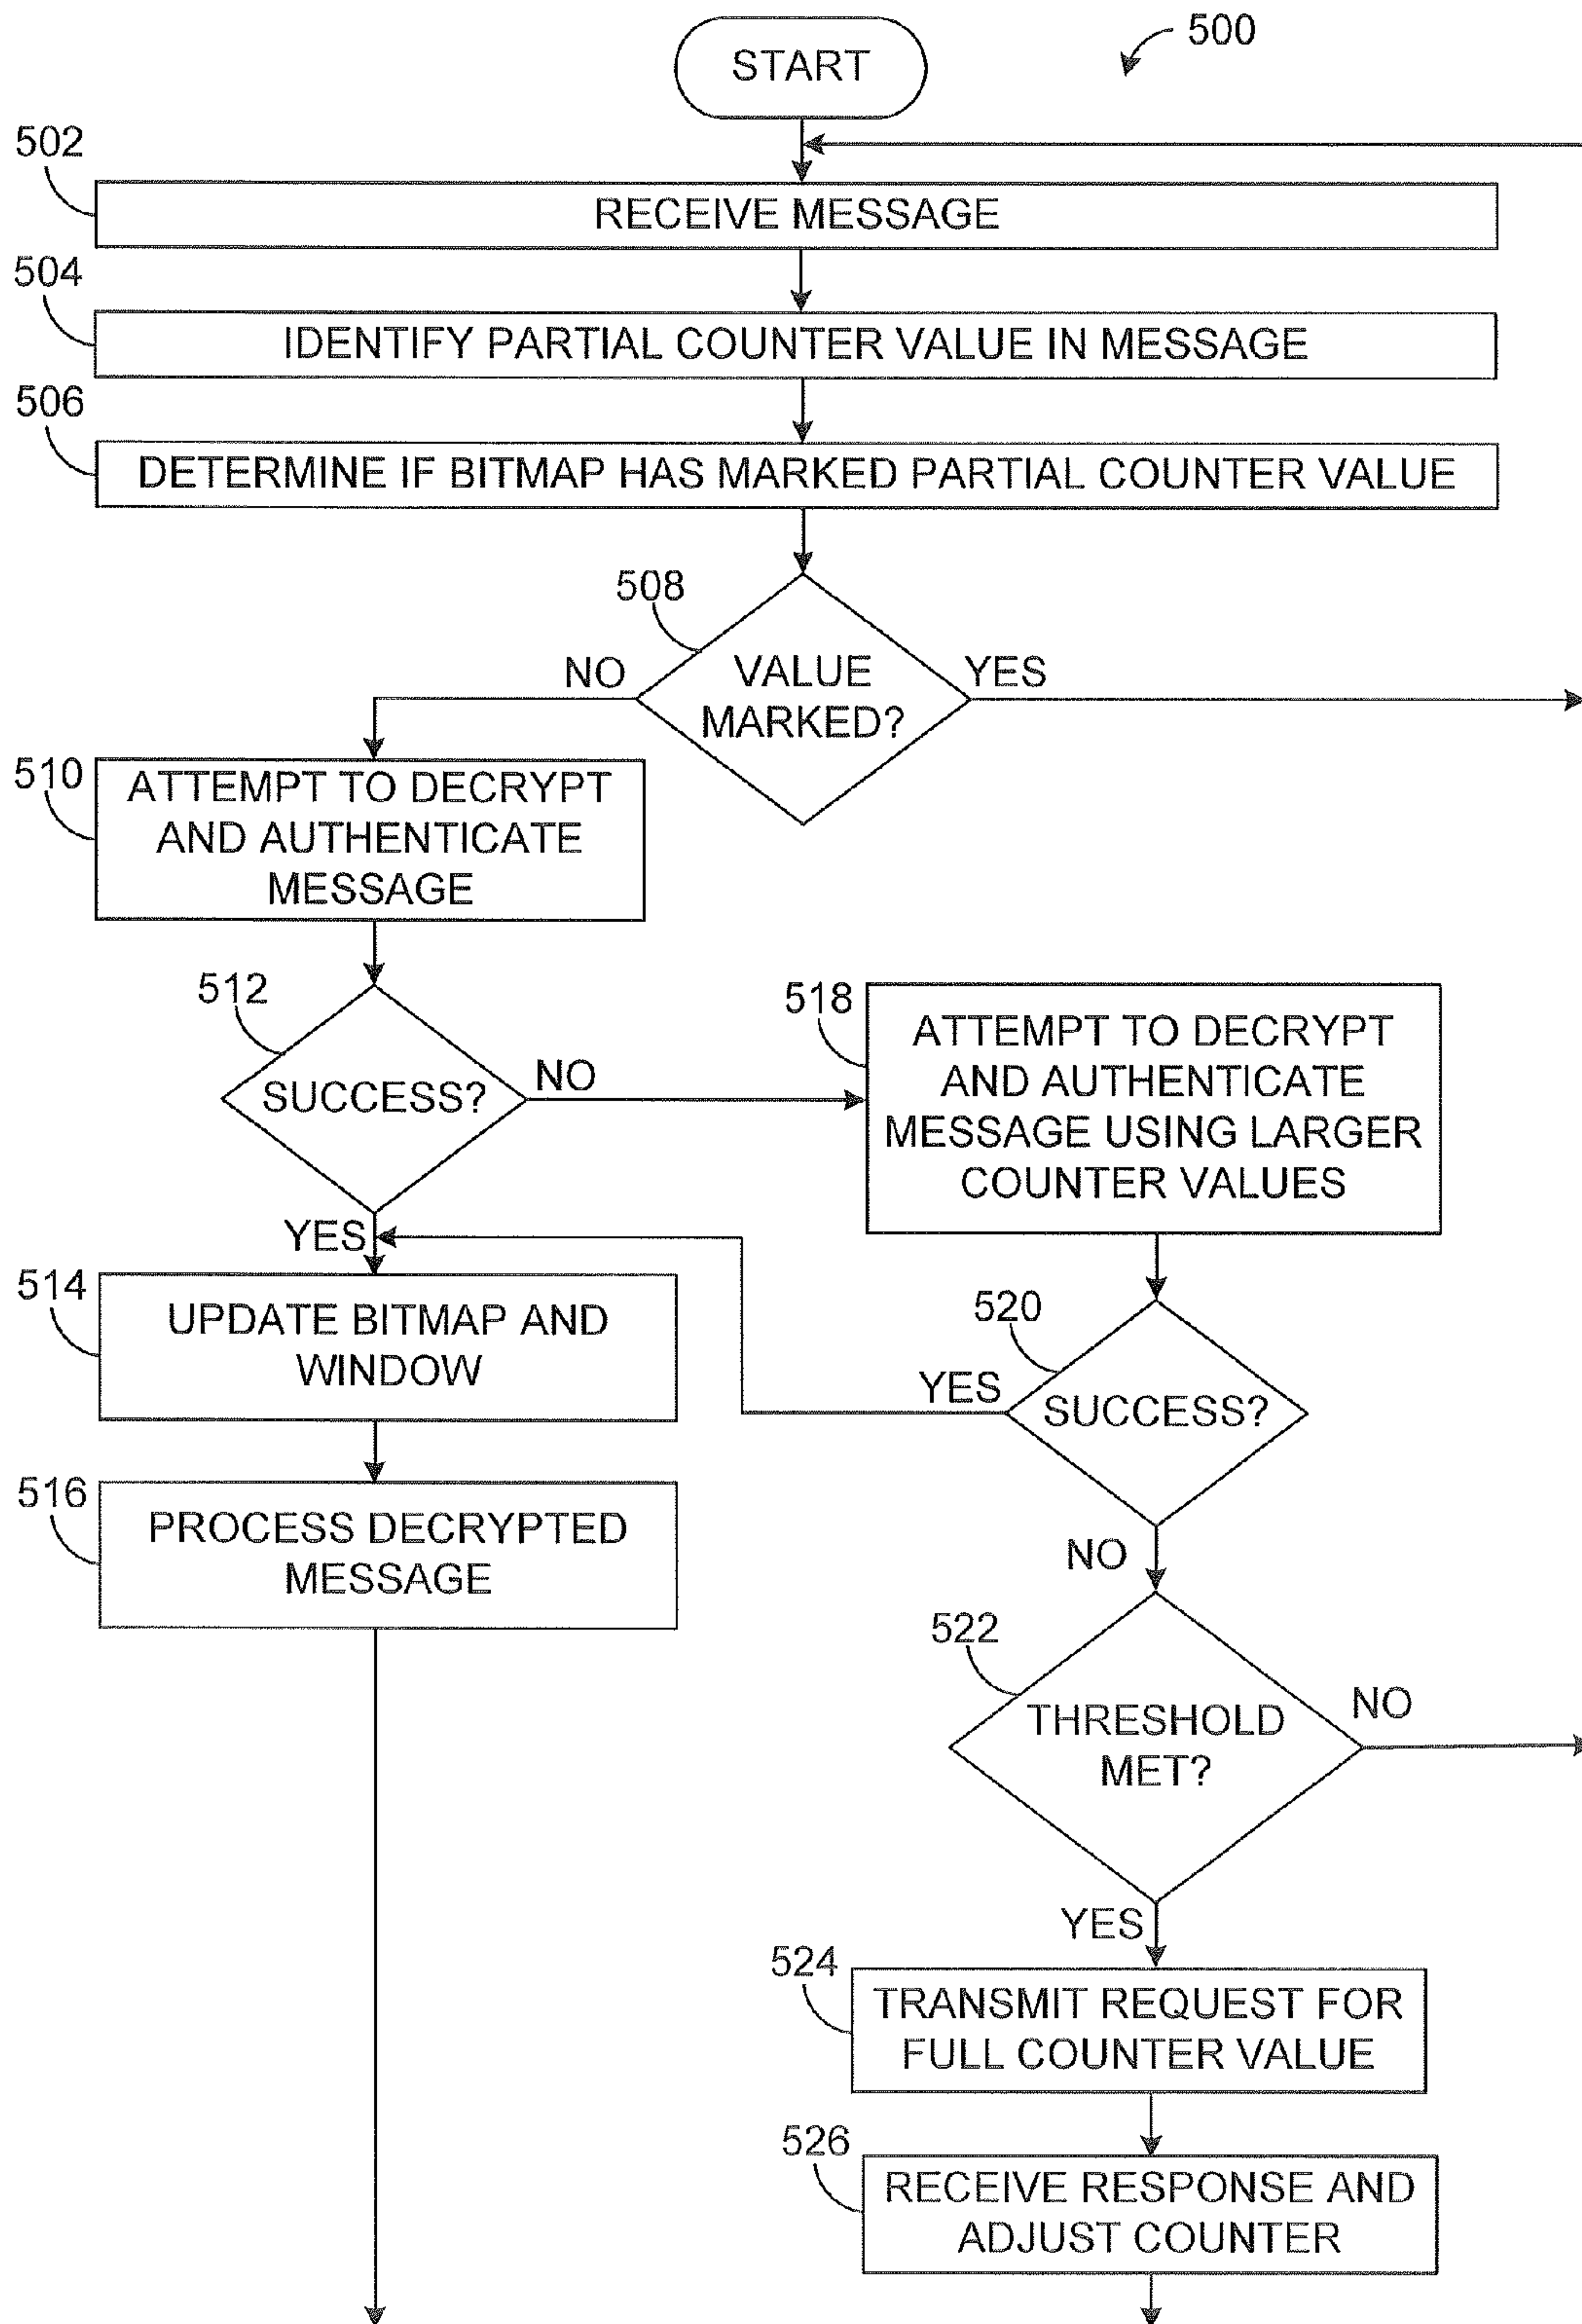 START
500
502
RECEIVE MESSAGE
504
IDENTIFY PARTIAL COUNTER VALUE IN MESSAGE
506
DETERMINE IF BITMAP HAS MARKED PARTIAL COUNTER VALUE
508
NO
VALUE
MARKED?
YES
510
ATTEMPT TO DECRYPT
AND AUTHENTICATE
MESSAGE
512
SUCCESS?
NO
518
ATTEMPT TO DECRYPT
AND AUTHENTICATE
MESSAGE USING LARGER
COUNTER VALUES
YES
514
UPDATE BITMAP AND
WINDOW
520
YES
SUCCESS?
516
PROCESS DECRYPTED
MESSAGE
NO
522
THRESHOLD
MET?
NO
YES
524
TRANSMIT REQUEST FOR
FULL COUNTER VALUE
526
RECEIVE RESPONSE AND
ADJUST COUNTER